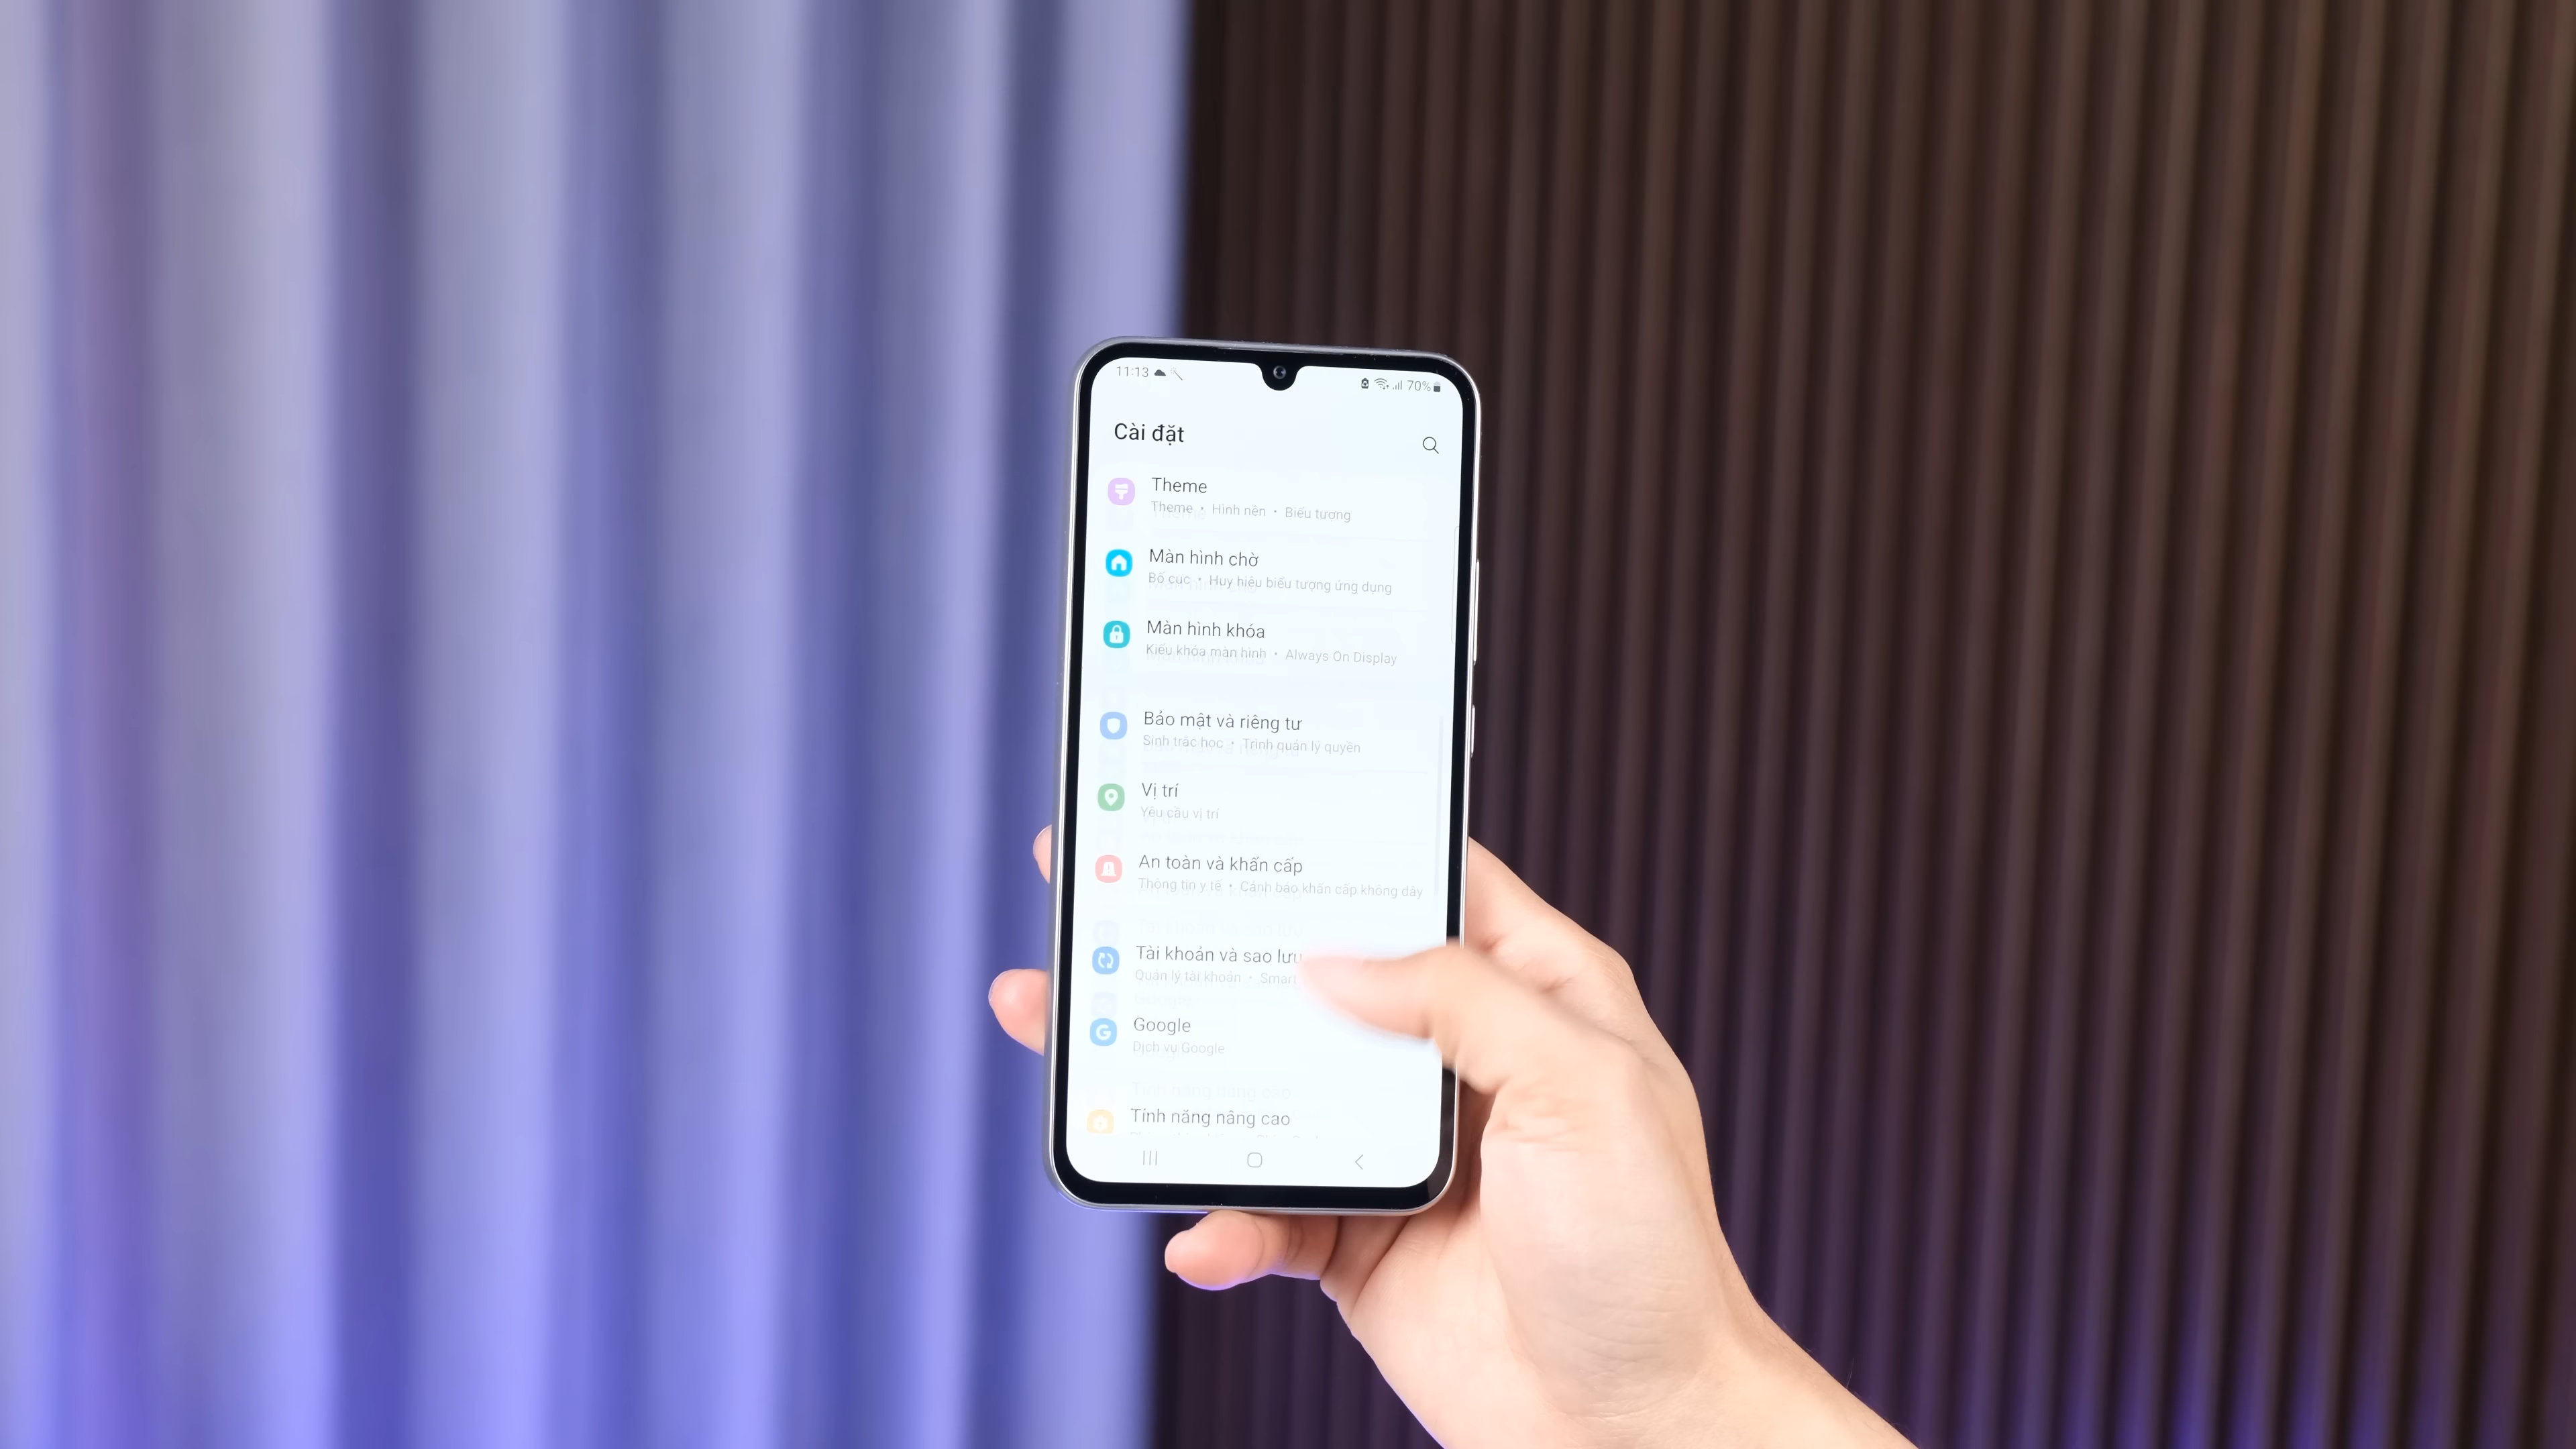 11:13
70%
Cài đặt
Theme
Theme • Hình nền • Biểu tượng
Màn hình chờ
Bố cục • Huy hiệu biểu tượng ứng dụng
Màn hình khóa
Kiểu khóa màn hình • Always On Display
Bảo mật và riêng tư
Sinh trắc học • Trình quản lý quyền
Vị trí
Yêu cầu vị trí
An toàn và khẩn cấp
Thông tin y tế • Cảnh báo khẩn cấp không dây
Tài khoản và sao lưu
Quản lý tài khoản • Smart
Google
Dịch vụ Google
Tính năng nâng cao